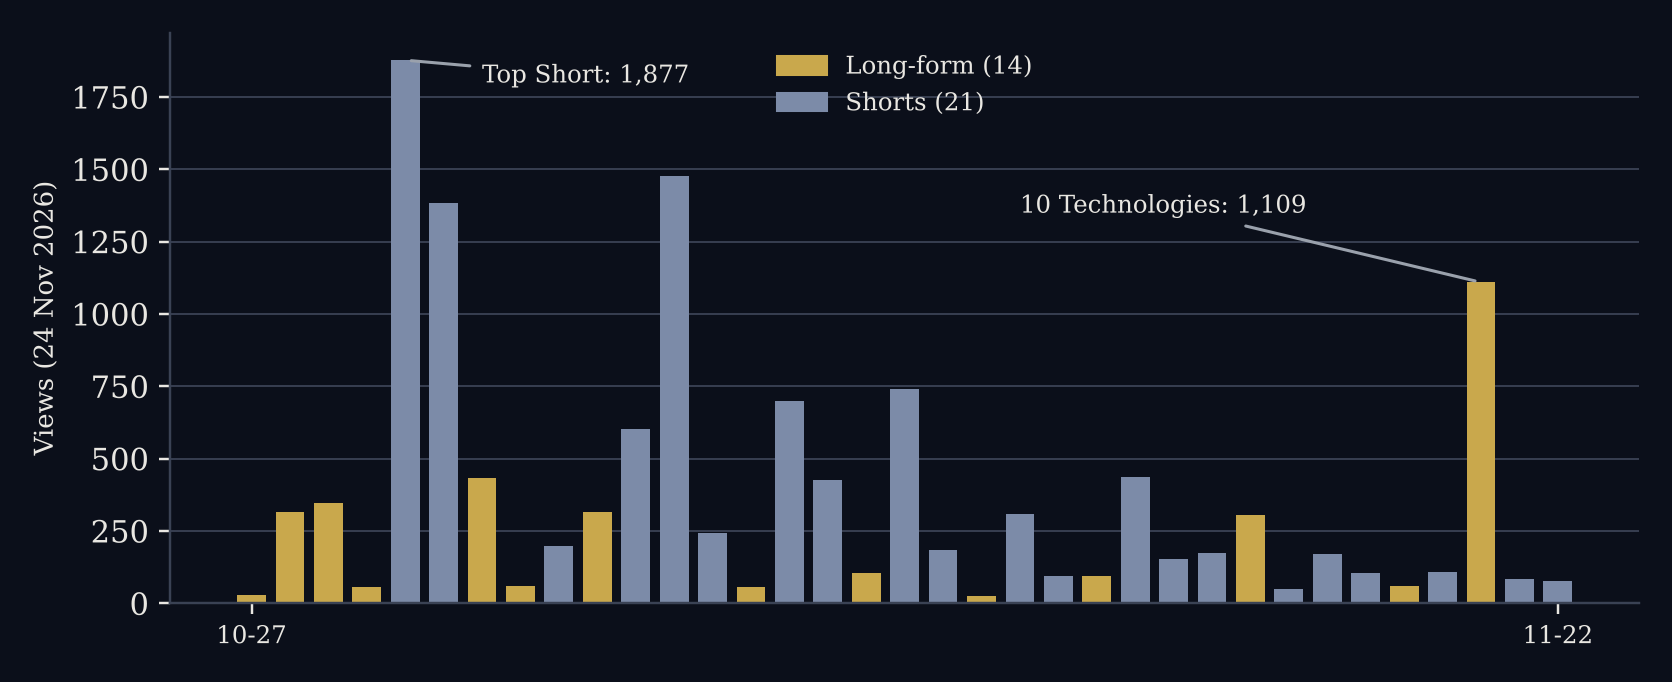 Top Short: 1,877
Long-form (14)
Shorts (21)
10 Technologies: 1,109
Views (24 Nov 2026)
1750
1500
1250
1000
750
500
250
0
10-27
11-22